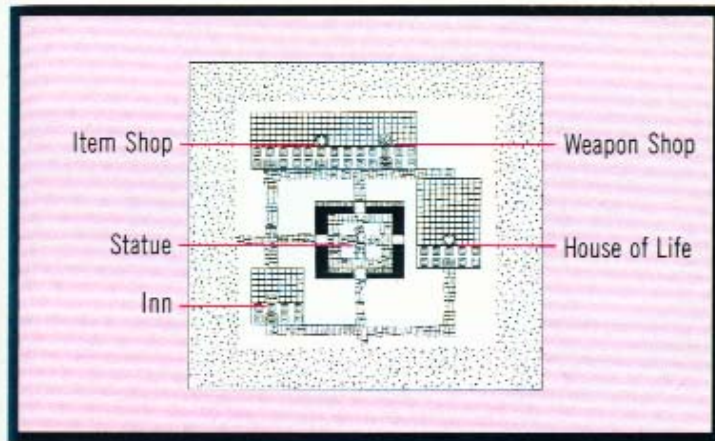 Item Shop
Weapon Shop
Statue
House of Life
Inn